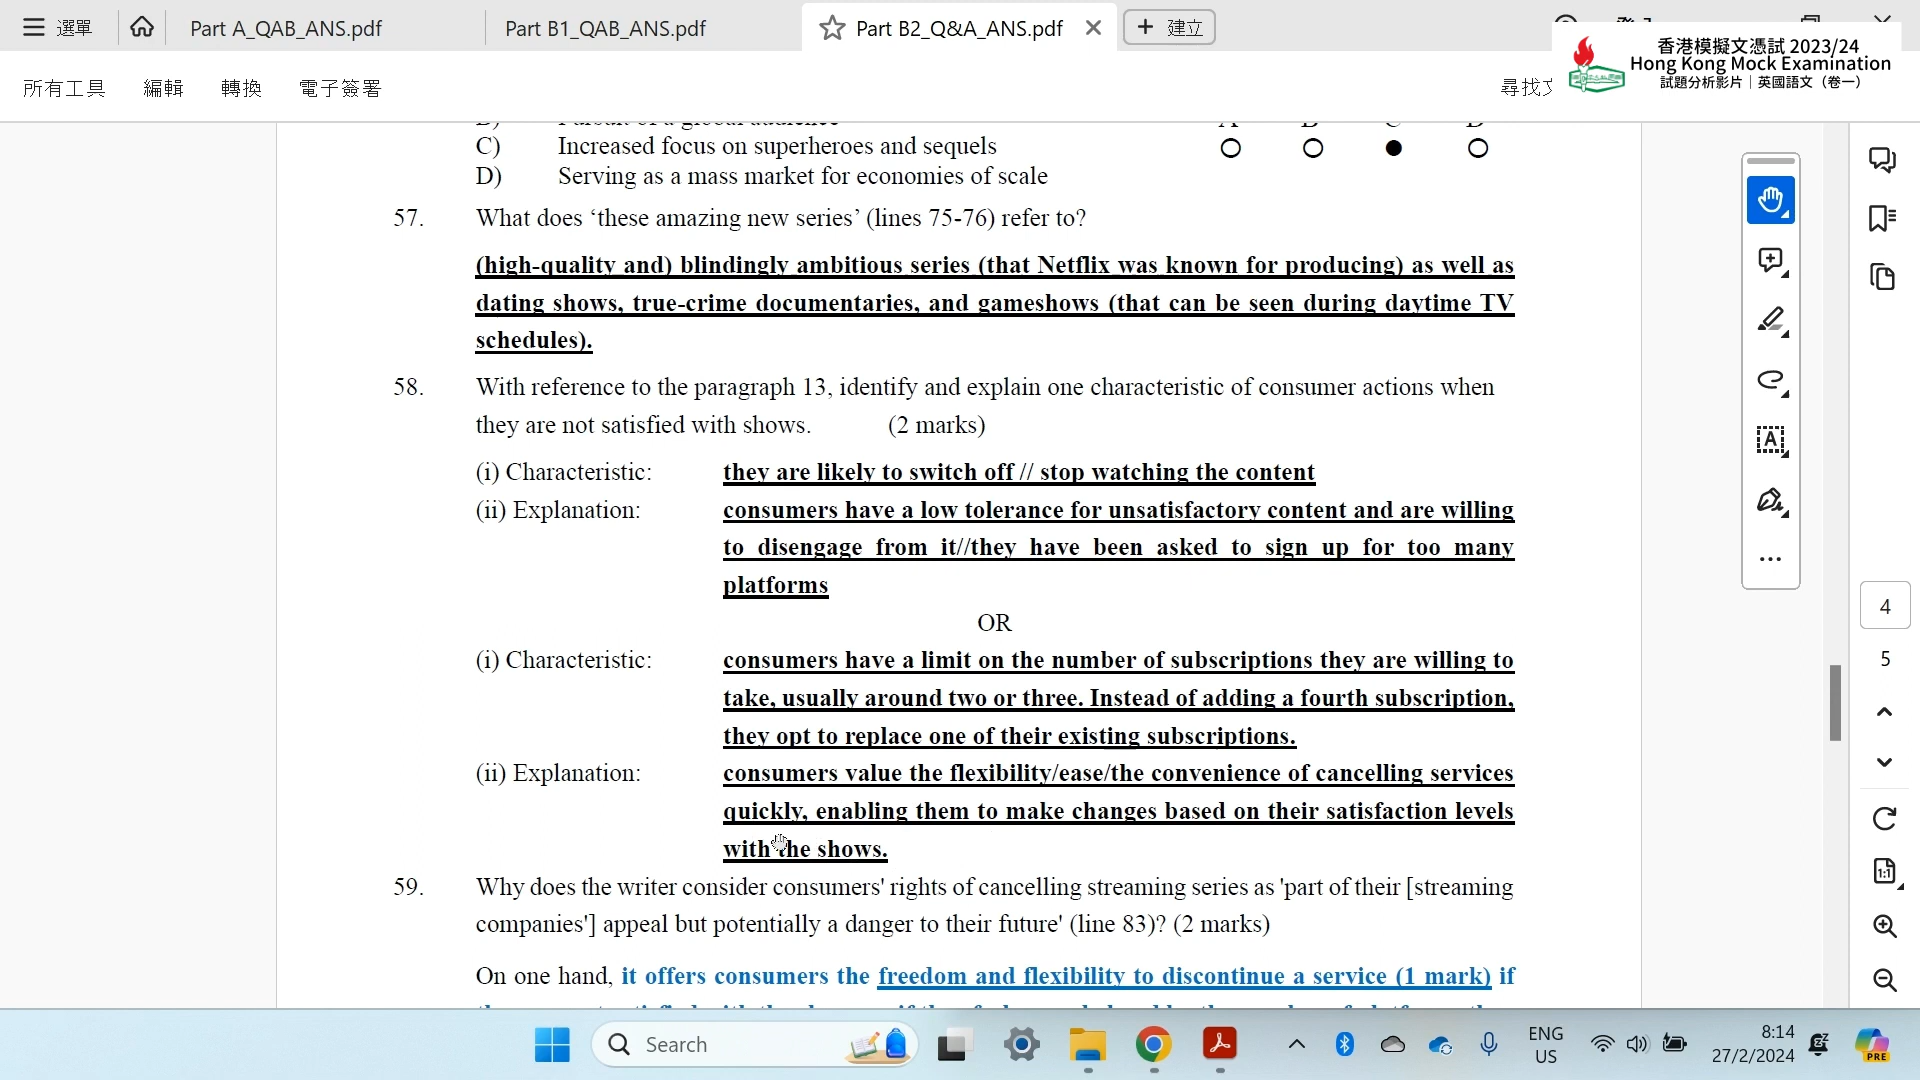 選單
Part A_QAB_ANS.pdf
Part B1_QAB_ANS.pdf
Part B2_Q&A_ANS.pdf
建立
所有工具
編輯
轉換
電子簽署
尋找
香港模擬文憑試 2023/24
Hong Kong Mock Examination
試題分析影片｜英國語文（卷一）
C) Increased focus on superheroes and sequels
D) Serving as a mass market for economies of scale
57. What does ‘these amazing new series’ (lines 75-76) refer to?
(high-quality and) blindingly ambitious series (that Netflix was known for producing) as well as
dating shows, true-crime documentaries, and gameshows (that can be seen during daytime TV
schedules).
58. With reference to the paragraph 13, identify and explain one characteristic of consumer actions when
they are not satisfied with shows. (2 marks)
(i) Characteristic: they are likely to switch off // stop watching the content
(ii) Explanation: consumers have a low tolerance for unsatisfactory content and are willing
to disengage from it//they have been asked to sign up for too many
platforms
OR
(i) Characteristic: consumers have a limit on the number of subscriptions they are willing to
take, usually around two or three. Instead of adding a fourth subscription,
they opt to replace one of their existing subscriptions.
(ii) Explanation: consumers value the flexibility/ease/the convenience of cancelling services
quickly, enabling them to make changes based on their satisfaction levels
with the shows.
59. Why does the writer consider consumers' rights of cancelling streaming series as 'part of their [streaming
companies'] appeal but potentially a danger to their future' (line 83)? (2 marks)
On one hand, it offers consumers the freedom and flexibility to discontinue a service (1 mark) if
4
5
Search
ENG
US
8:14
27/2/2024
PRE